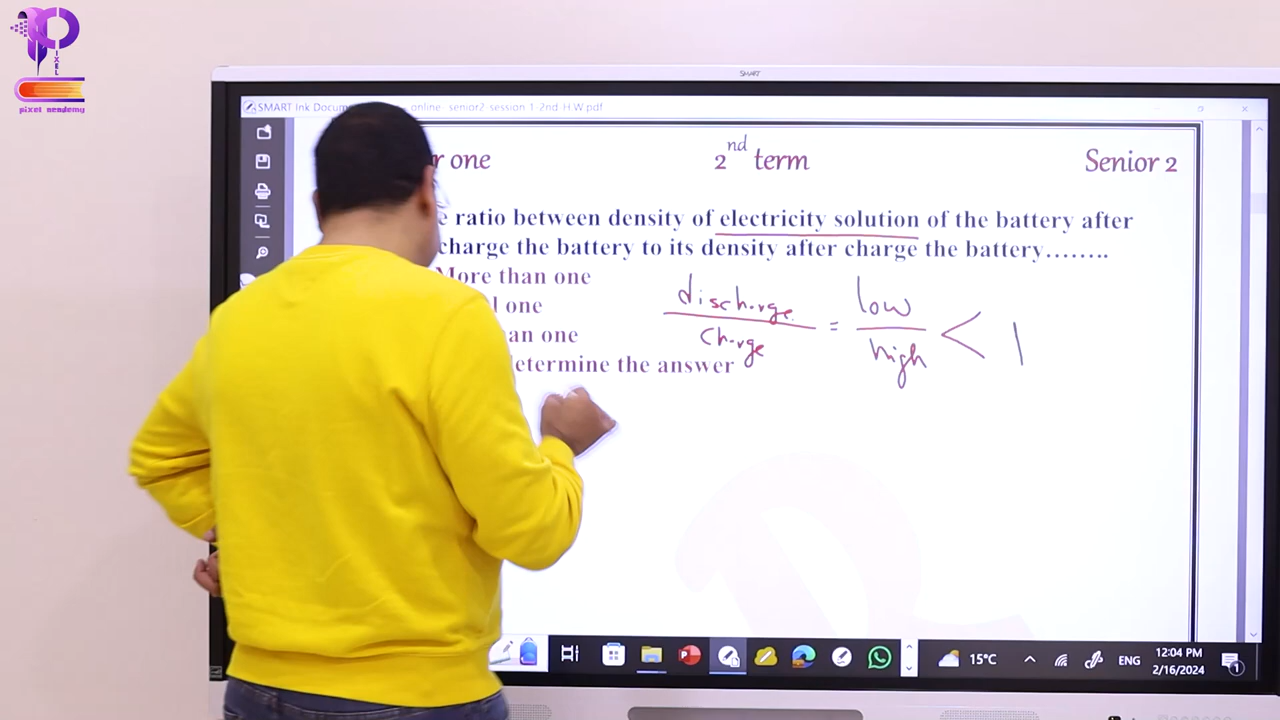 PIXEL
pixel academy
SMART
SMART Ink Docum online- senior2-session 1-2nd-H.W.pdf
one
2nd term
Senior 2
ratio between density of electricity solution of the battery after
charge the battery to its density after charge the battery……..
More than one
one
an one
etermine the answer
discharge
charge
=
low
high
<
1
15°C
ENG
12:04 PM
2/16/2024
1